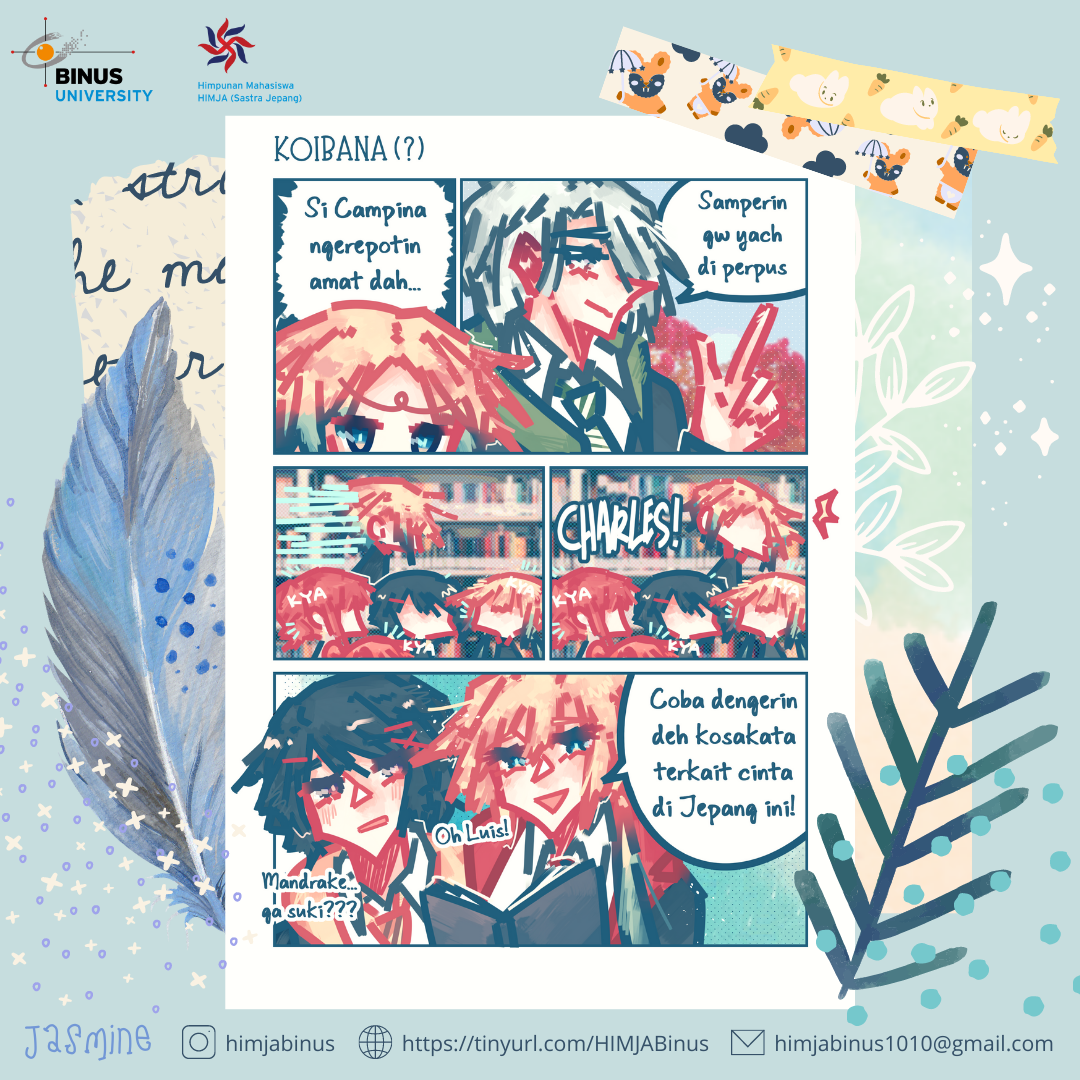 BINUS
UNIVERSITY
Himpunan Mahasiswa
HIMJA (Sastra Jepang)
KOIBANA (?)
Si Campina
ngerepotin
amat dah...
Samperin
gw yach
di perpus
KYA
KYA
KYA
CHARLES!
KYA
KYA
KYA
Coba dengerin
deh kosakata
terkait cinta
di Jepang ini!
Oh Luis!
Mandrake...
ga suki???
Jasmine
himjabinus
https://tinyurl.com/HIMJABinus
himjabinus1010@gmail.com